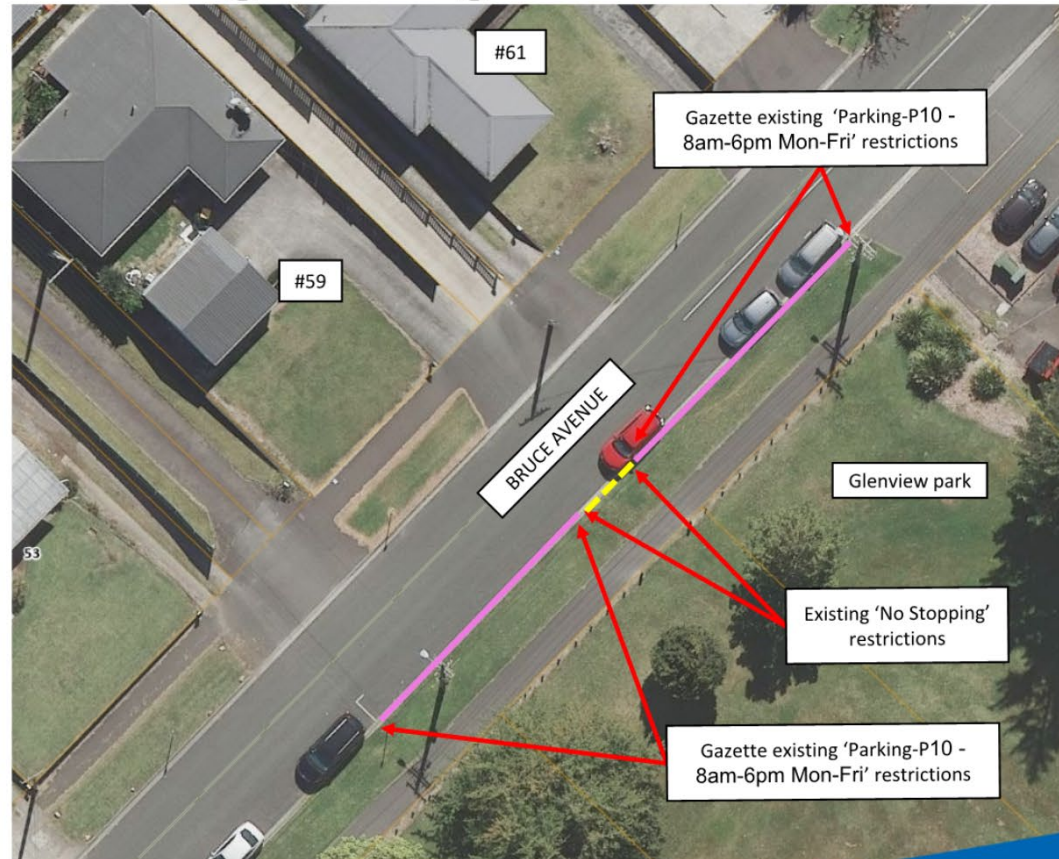 #61
Gazette existing 'Parking-P10 -
8am-6pm Mon-Fri' restrictions
#59
BRUCE AVENUE
Glenview park
53
Existing 'No Stopping'
restrictions
Gazette existing 'Parking-P10 -
8am-6pm Mon-Fri' restrictions